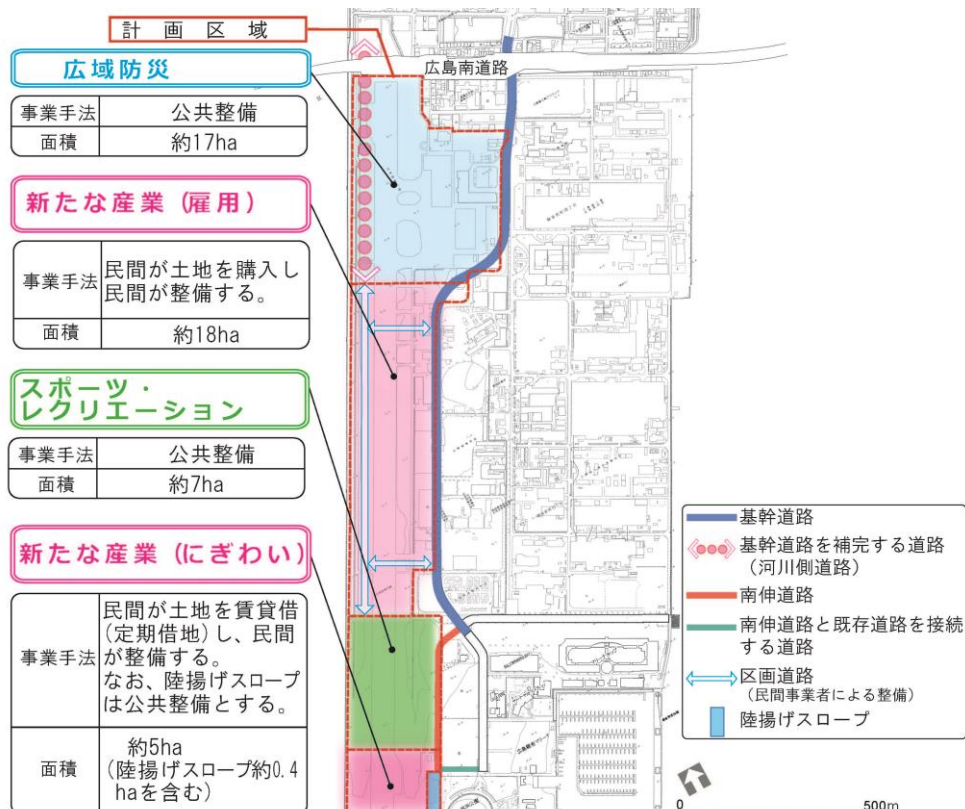 計画区域
広島南道路
広域防災
事業手法 公共整備
面積 約17ha
新たな産業（雇用）
事業手法 民間が土地を購入し
民間が整備する。
面積 約18ha
スポーツ・
レクリエーション
事業手法 公共整備
面積 約7ha
新たな産業（にぎわい）
事業手法 民間が土地を賃貸借
(定期借地)し、民間
が整備する。
なお、陸揚げスロープ
は公共整備とする。
面積 約5ha
(陸揚げスロープ約0.4
haを含む)
基幹道路
基幹道路を補完する道路
（河川側道路）
南伸道路
南伸道路と既存道路を接続
する道路
区画道路
（民間事業者による整備）
陸揚げスロープ
0 500m